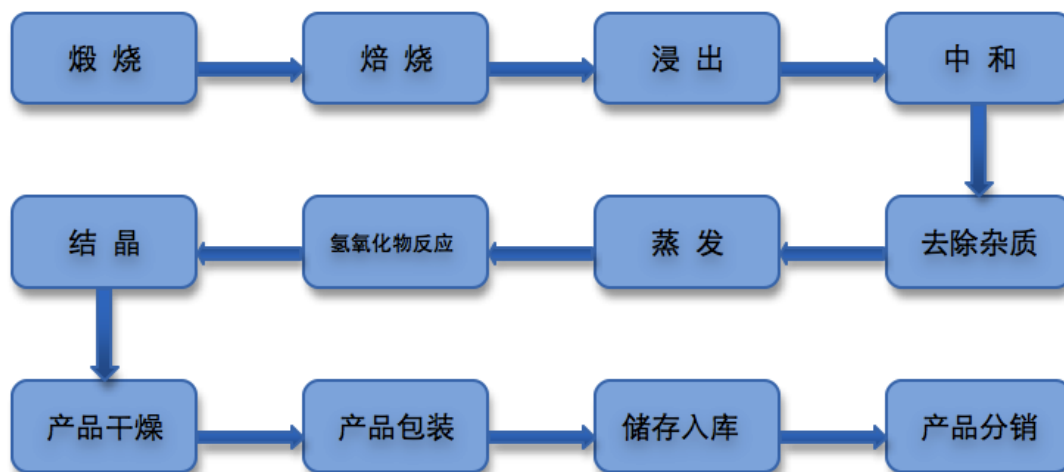 煅 烧
焙 烧
浸 出
中 和
去除杂质
蒸 发
氢氧化物反应
结 晶
产品干燥
产品包装
储存入库
产品分销